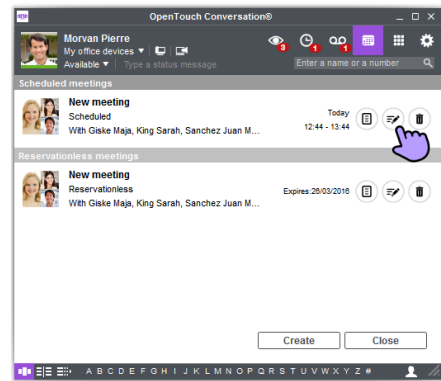 OpenTouch Conversation®
Morvan Pierre
My office devices
Available Type a status message
3 1 1
Enter a name or a number
Scheduled meetings
New meeting
Scheduled
With Giske Maja, King Sarah, Sanchez Juan M...
Today
12:44 - 13:44
Reservationless meetings
New meeting
Reservationless
With Giske Maja, King Sarah, Sanchez Juan M...
Expires:26/03/2016
Create Close
A B C D E F G H I J K L M N O P Q R S T U V W X Y Z #